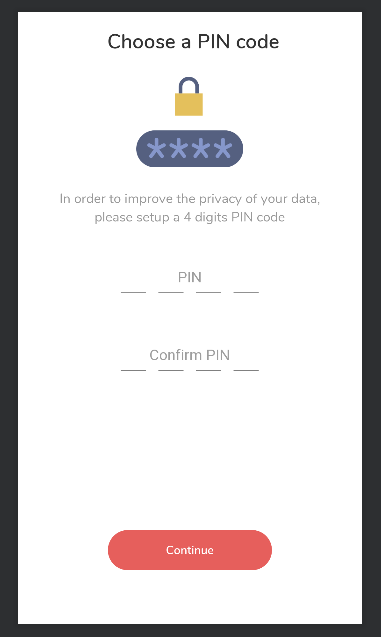 Choose a PIN code
****
In order to improve the privacy of your data,
please setup a 4 digits PIN code
PIN
Confirm PIN
Continue